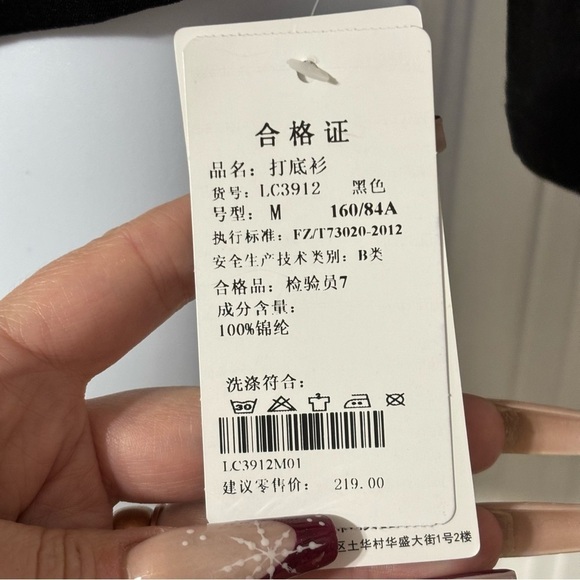 合格证
品名：打底衫
货号：LC3912 黑色
号型：M 160/84A
执行标准：FZ/T73020-2012
安全生产技术类别：B类
合格品：检验员7
成分含量：
100%锦纶
洗涤符合：
30
LC3912M01
建议零售价：219.00
区土华村华盛大街1号2楼